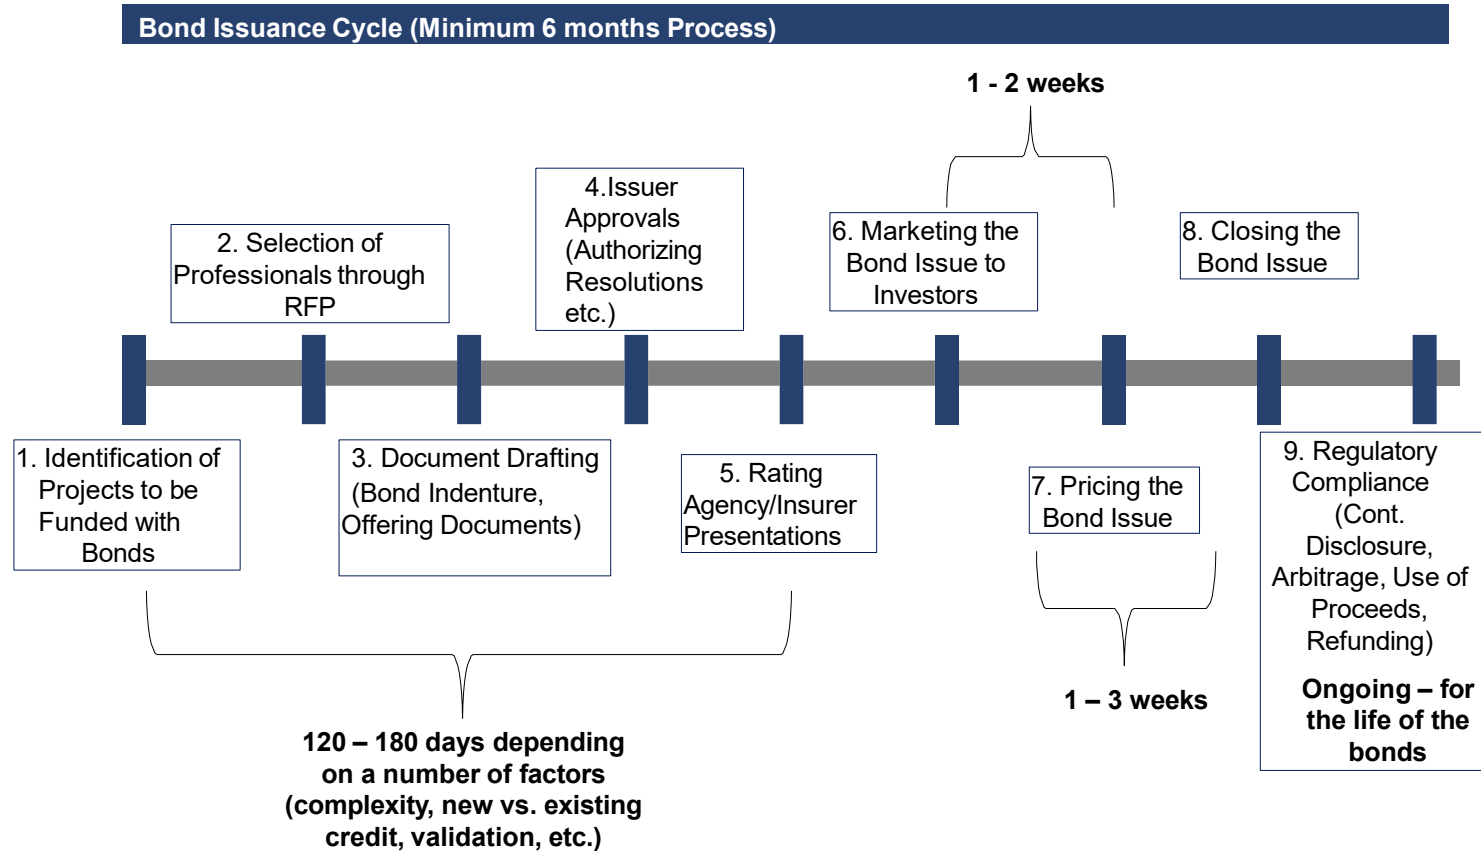 Bond Issuance Cycle (Minimum 6 months Process)
1 - 2 weeks
4.Issuer
Approvals
(Authorizing
Resolutions
etc.)
2. Selection of
Professionals through
RFP
6. Marketing the
Bond Issue to
Investors
8. Closing the
Bond Issue
1. Identification of
Projects to be
Funded with
Bonds
3. Document Drafting
(Bond Indenture,
Offering Documents)
5. Rating
Agency/Insurer
Presentations
7. Pricing the
Bond Issue
9. Regulatory
Compliance
(Cont.
Disclosure,
Arbitrage, Use of
Proceeds,
Refunding)
Ongoing – for
the life of the
bonds
1 – 3 weeks
120 – 180 days depending
on a number of factors
(complexity, new vs. existing
credit, validation, etc.)